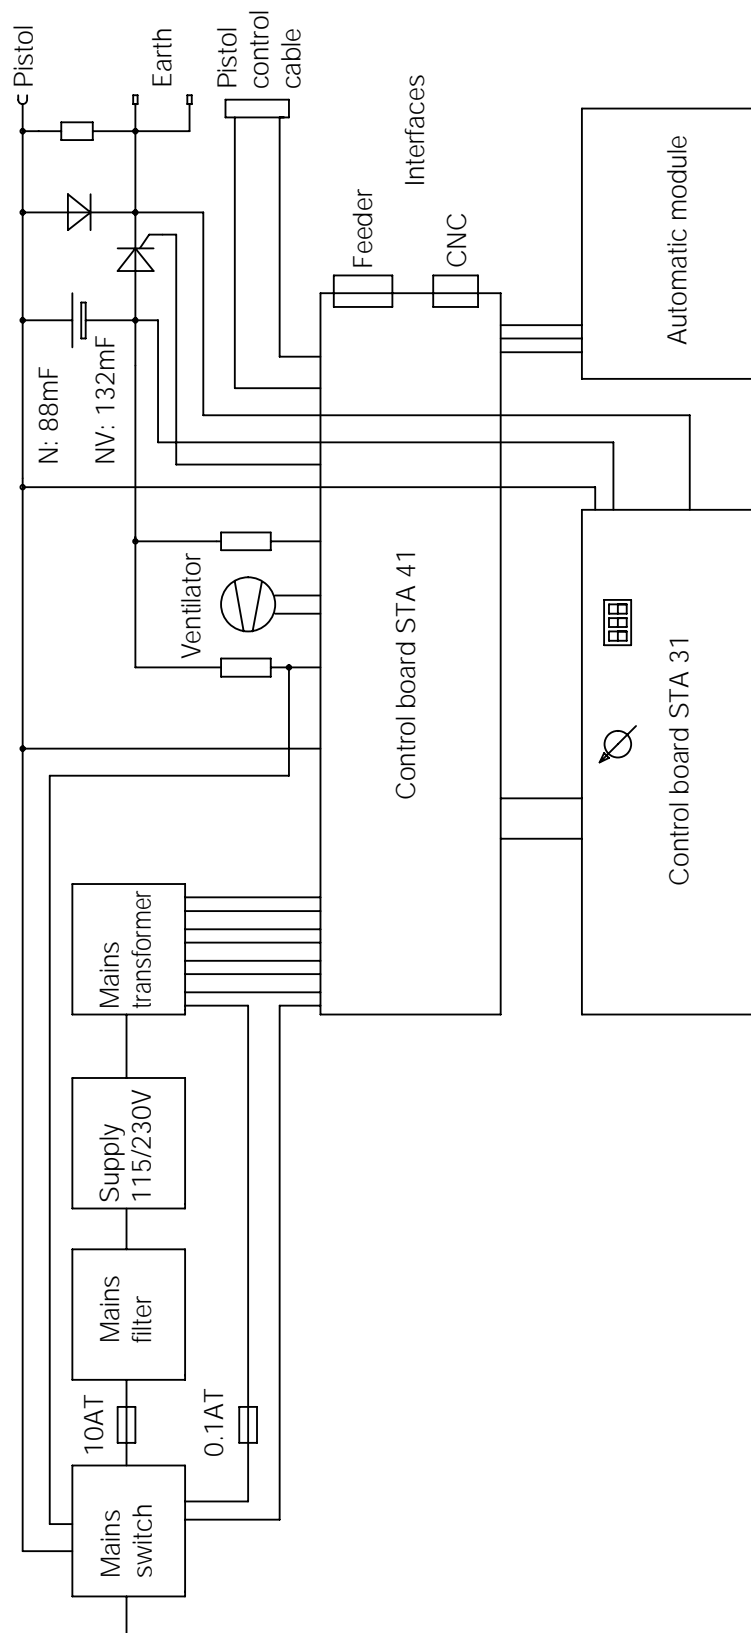 Pistol
Earth
Pistol
control
cable
Interfaces
Feeder
CNC
Automatic module
N: 88mF
NV: 132mF
Ventilator
Control board STA 41
Control board STA 31
Mains
transformer
Supply
115/230V
Mains
filter
10AT
0.1AT
Mains
switch